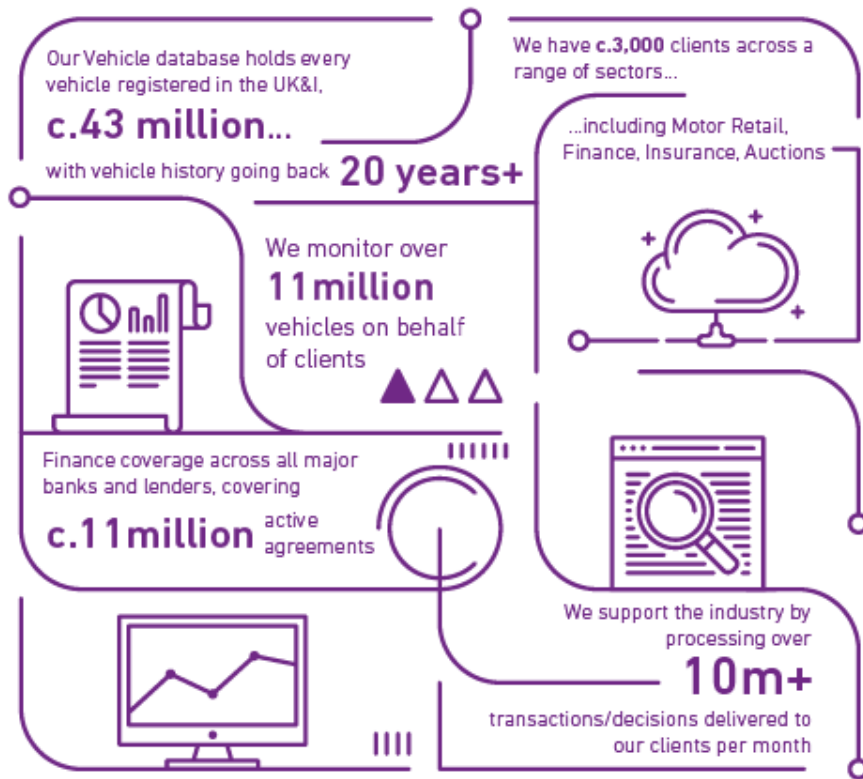 Our Vehicle database holds every
vehicle registered in the UK&I,
c.43 million...
with vehicle history going back 20 years+
We have c.3,000 clients across a
range of sectors...
...including Motor Retail,
Finance, Insurance, Auctions
We monitor over
11million
vehicles on behalf
of clients
Finance coverage across all major
banks and lenders, covering
c.11million active
agreements
We support the industry by
processing over
10m+
transactions/decisions delivered to
our clients per month